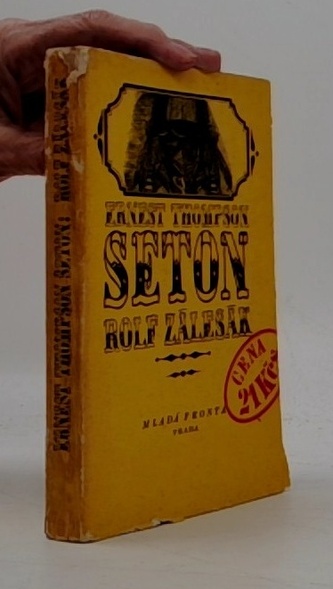 ERNEST THOMPSON
SETON
ROLF ZÁLESÁK
MLADÁ FRONTA
PRAHA
CENA
21 Kčs
ERNEST THOMPSON SETON: ROLF ZÁLESÁK